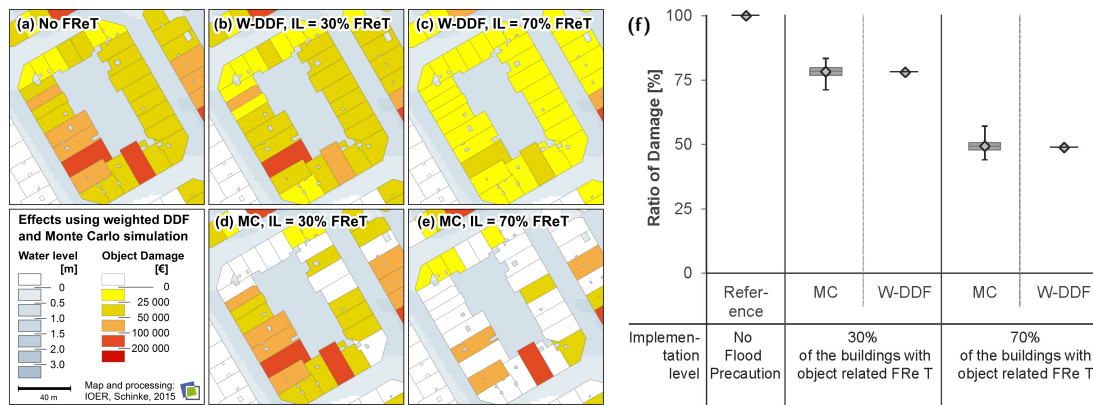 (a) No FReT
(b) W-DDF, IL = 30% FReT
(c) W-DDF, IL = 70% FReT
Effects using weighted DDF
and Monte Carlo simulation
Water level
[m]
0
0.5
1.0
1.5
2.0
3.0
Object Damage
[€]
0
25 000
50 000
100 000
200 000
40 m
Map and processing:
IOER, Schinke, 2015
(d) MC, IL = 30% FReT
(e) MC, IL = 70% FReT
(f)
Ratio of Damage [%]
100
75
50
25
0
Refer-
ence
MC
W-DDF
MC
W-DDF
Implemen-
tation
level
No
Flood
Precaution
30%
of the buildings with
object related FRe T
70%
of the buildings with
object related FRe T